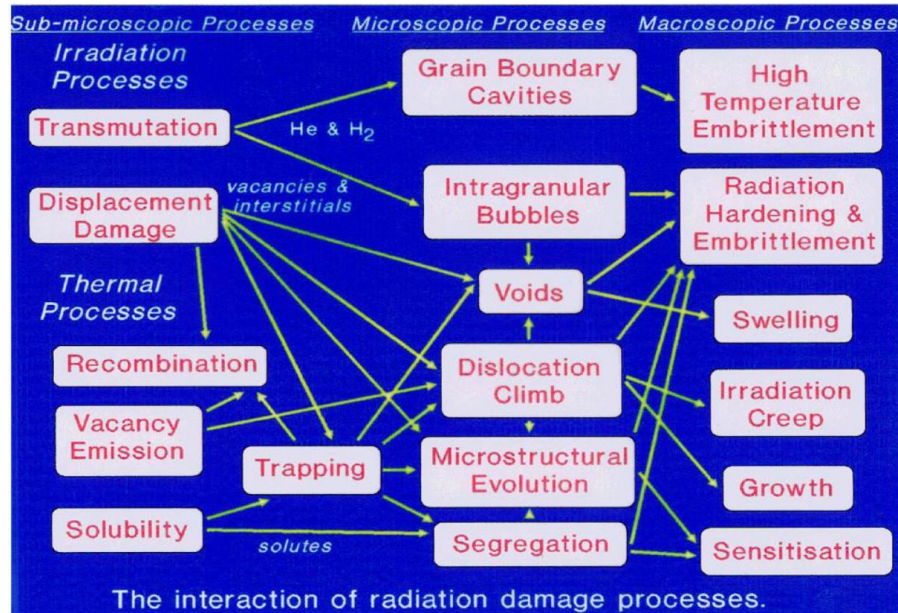 Sub-microscopic Processes
Microscopic Processes
Macroscopic Processes
Irradiation
Processes
Transmutation
He & H₂
Grain Boundary
Cavities
High
Temperature
Embrittlement
Displacement
Damage
vacancies &
interstitials
Intragranular
Bubbles
Radiation
Hardening &
Embrittlement
Thermal
Processes
Voids
Swelling
Recombination
Dislocation
Climb
Irradiation
Creep
Vacancy
Emission
Trapping
Microstructural
Evolution
Growth
Solubility
solutes
Segregation
Sensitisation
The interaction of radiation damage processes.